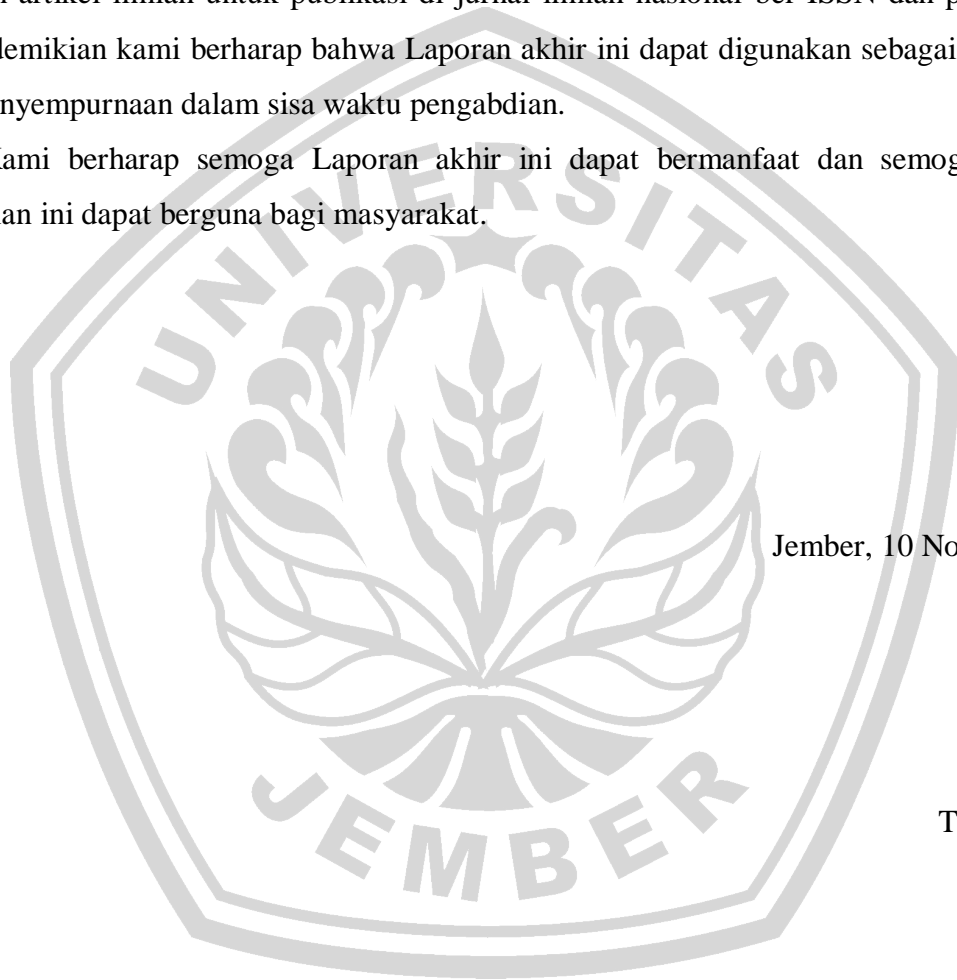 artikel ilmiah untuk publikasi di jurnal ilmiah nasional ber ISSN dan p
demikian kami berharap bahwa Laporan akhir ini dapat digunakan sebagai
nyempurnaan dalam sisa waktu pengabdian.
Kami berharap semoga Laporan akhir ini dapat bermanfaat dan semog
an ini dapat berguna bagi masyarakat.
UNIVERSITAS
Jember, 10 No
T
JEMBER